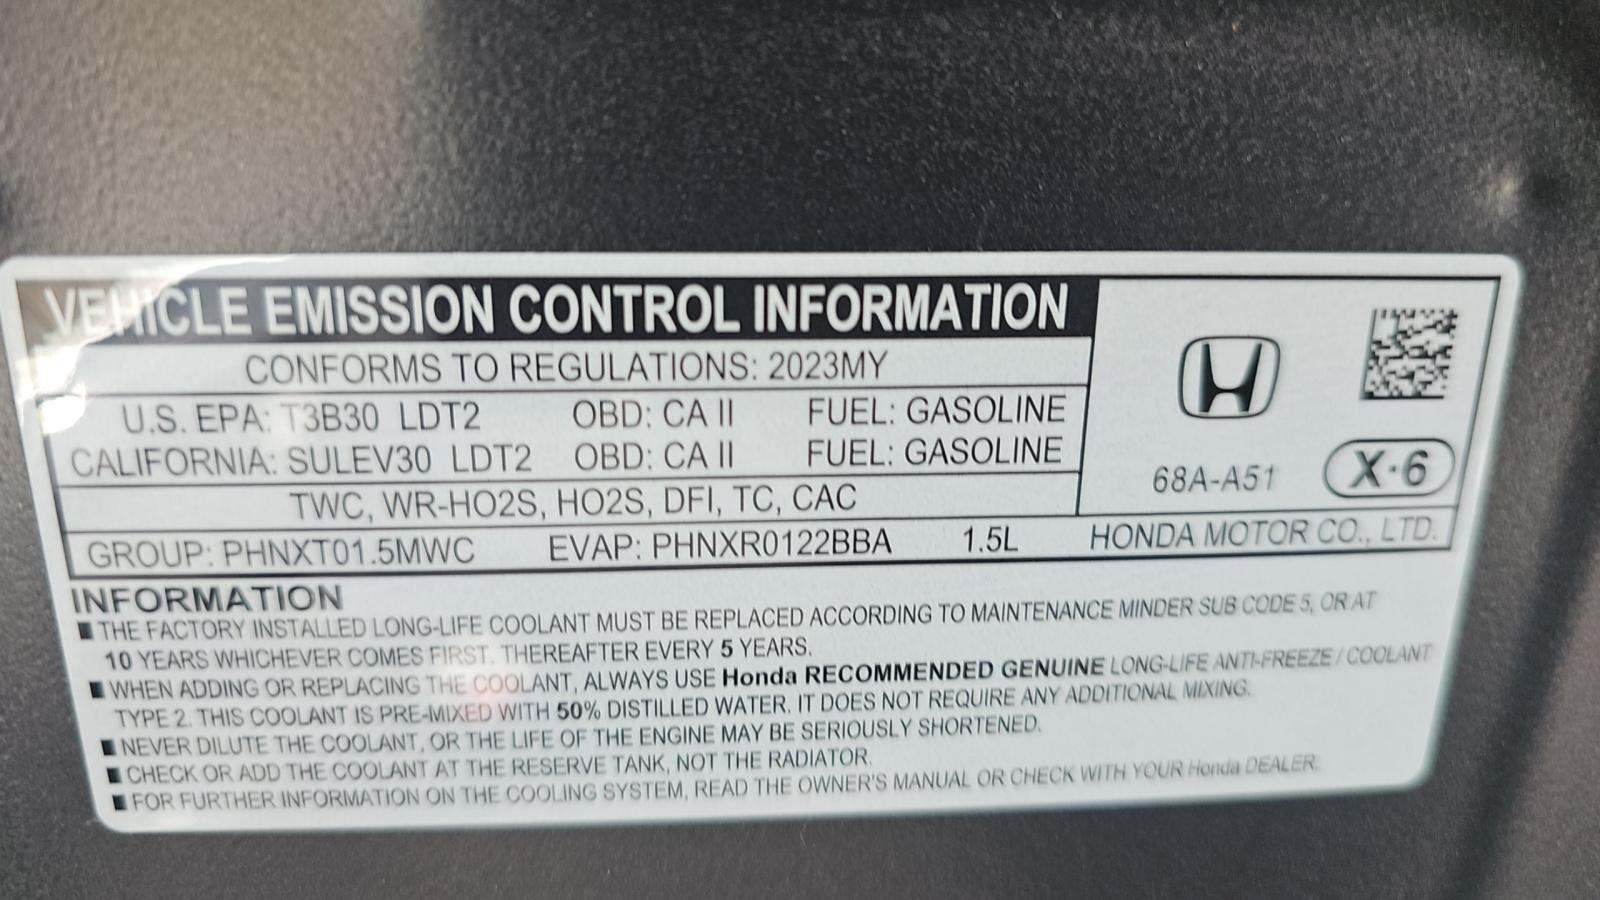 VEHICLE EMISSION CONTROL INFORMATION
CONFORMS TO REGULATIONS: 2023MY
U.S. EPA: T3B30 LDT2 OBD: CA II FUEL: GASOLINE
CALIFORNIA: SULEV30 LDT2 OBD: CA II FUEL: GASOLINE
68A-A51 X-6
TWC, WR-HO2S, HO2S, DFI, TC, CAC
GROUP: PHNXT01.5MWC EVAP: PHNXR0122BBA 1.5L HONDA MOTOR CO., LTD.
INFORMATION
■ THE FACTORY INSTALLED LONG-LIFE COOLANT MUST BE REPLACED ACCORDING TO MAINTENANCE MINDER SUB CODE 5, OR AT
10 YEARS WHICHEVER COMES FIRST. THEREAFTER EVERY 5 YEARS.
■ WHEN ADDING OR REPLACING THE COOLANT, ALWAYS USE Honda RECOMMENDED GENUINE LONG-LIFE ANTI-FREEZE / COOLANT
TYPE 2. THIS COOLANT IS PRE-MIXED WITH 50% DISTILLED WATER. IT DOES NOT REQUIRE ANY ADDITIONAL MIXING.
■ NEVER DILUTE THE COOLANT, OR THE LIFE OF THE ENGINE MAY BE SERIOUSLY SHORTENED.
■ CHECK OR ADD THE COOLANT AT THE RESERVE TANK, NOT THE RADIATOR.
■ FOR FURTHER INFORMATION ON THE COOLING SYSTEM, READ THE OWNER'S MANUAL OR CHECK WITH YOUR Honda DEALER.